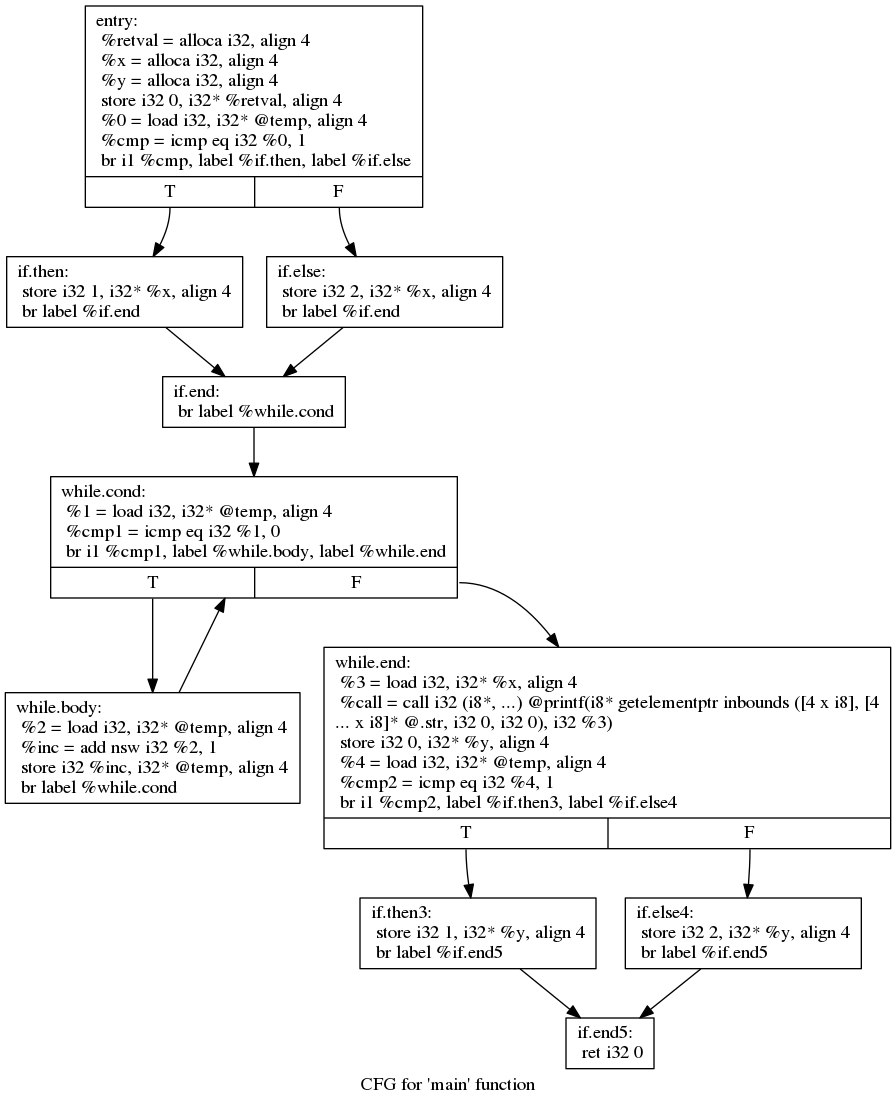 entry:
%retval = alloca i32, align 4
%x = alloca i32, align 4
%y = alloca i32, align 4
store i32 0, i32* %retval, align 4
%0 = load i32, i32* @temp, align 4
%cmp = icmp eq i32 %0, 1
br i1 %cmp, label %if.then, label %if.else
T F
if.then:
store i32 1, i32* %x, align 4
br label %if.end
if.else:
store i32 2, i32* %x, align 4
br label %if.end
if.end:
br label %while.cond
while.cond:
%1 = load i32, i32* @temp, align 4
%cmp1 = icmp eq i32 %1, 0
br i1 %cmp1, label %while.body, label %while.end
T F
while.body:
%2 = load i32, i32* @temp, align 4
%inc = add nsw i32 %2, 1
store i32 %inc, i32* @temp, align 4
br label %while.cond
while.end:
%3 = load i32, i32* %x, align 4
%call = call i32 (i8*, ...) @printf(i8* getelementptr inbounds ([4 x i8], [4
... x i8]* @.str, i32 0, i32 0), i32 %3)
store i32 0, i32* %y, align 4
%4 = load i32, i32* @temp, align 4
%cmp2 = icmp eq i32 %4, 1
br i1 %cmp2, label %if.then3, label %if.else4
T F
if.then3:
store i32 1, i32* %y, align 4
br label %if.end5
if.else4:
store i32 2, i32* %y, align 4
br label %if.end5
if.end5:
ret i32 0
CFG for 'main' function